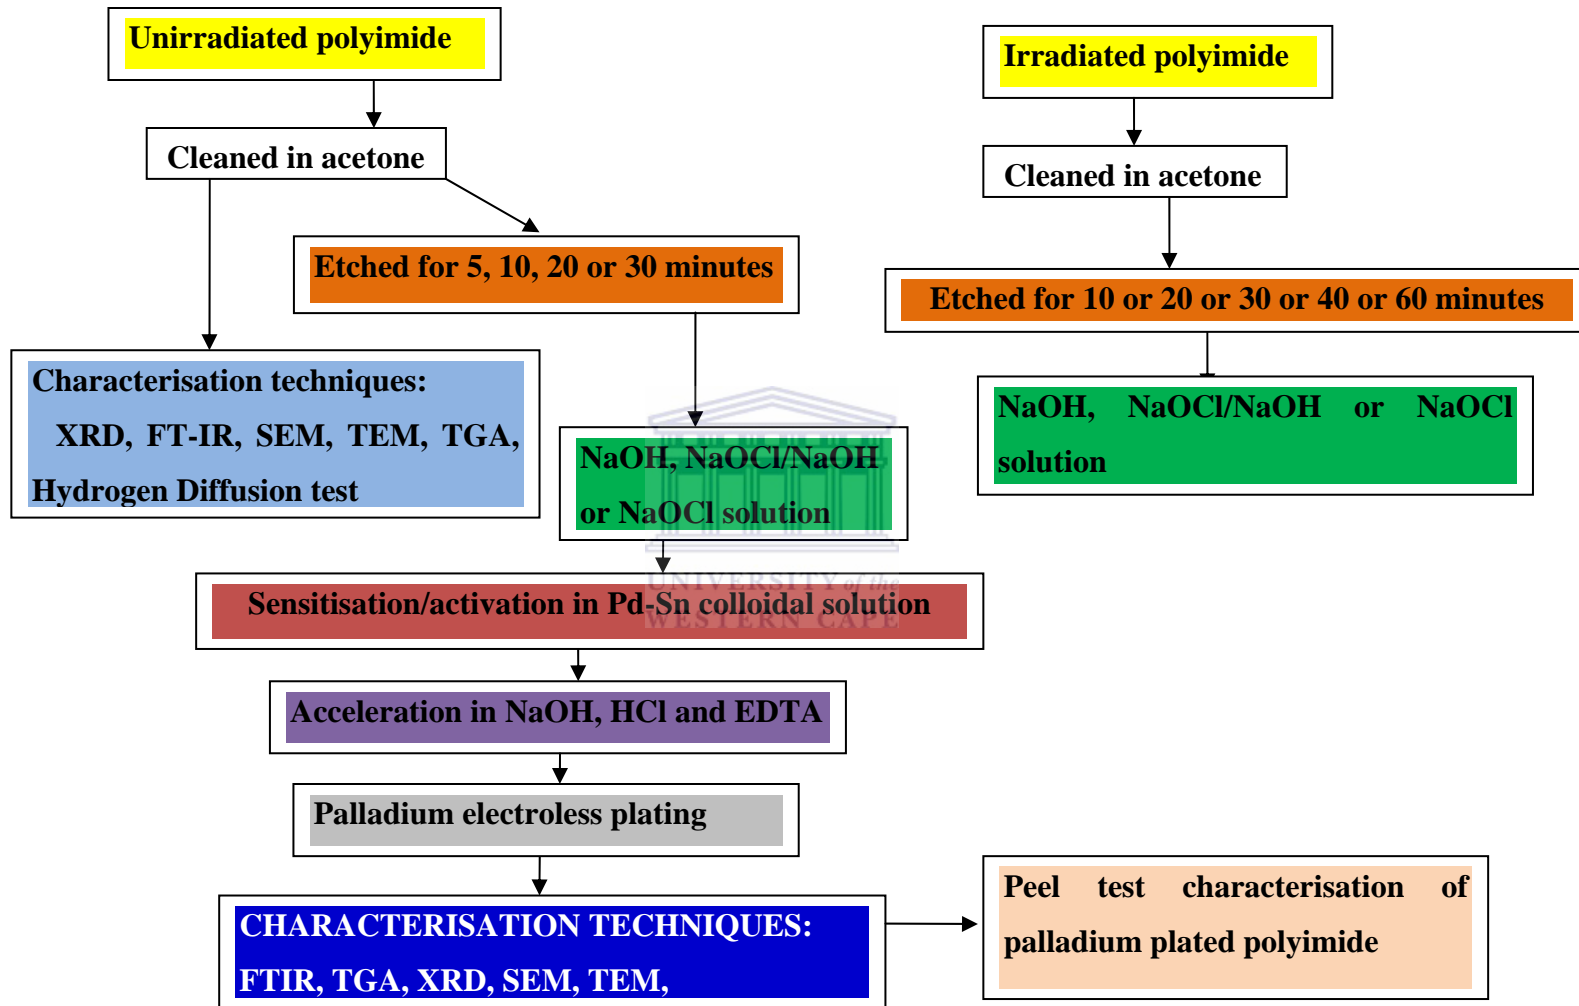 Unirradiated polyimide
Cleaned in acetone
Etched for 5, 10, 20 or 30 minutes
Characterisation techniques:
XRD, FT-IR, SEM, TEM, TGA,
Hydrogen Diffusion test
NaOH, NaOCl/NaOH
or NaOCl solution
Irradiated polyimide
Cleaned in acetone
Etched for 10 or 20 or 30 or 40 or 60 minutes
NaOH, NaOCl/NaOH or NaOCl
solution
Sensitisation/activation in Pd-Sn colloidal solution
UNIVERSITY of the
WESTERN CAPE
Acceleration in NaOH, HCl and EDTA
Palladium electroless plating
CHARACTERISATION TECHNIQUES:
FTIR, TGA, XRD, SEM, TEM,
Peel test characterisation of
palladium plated polyimide